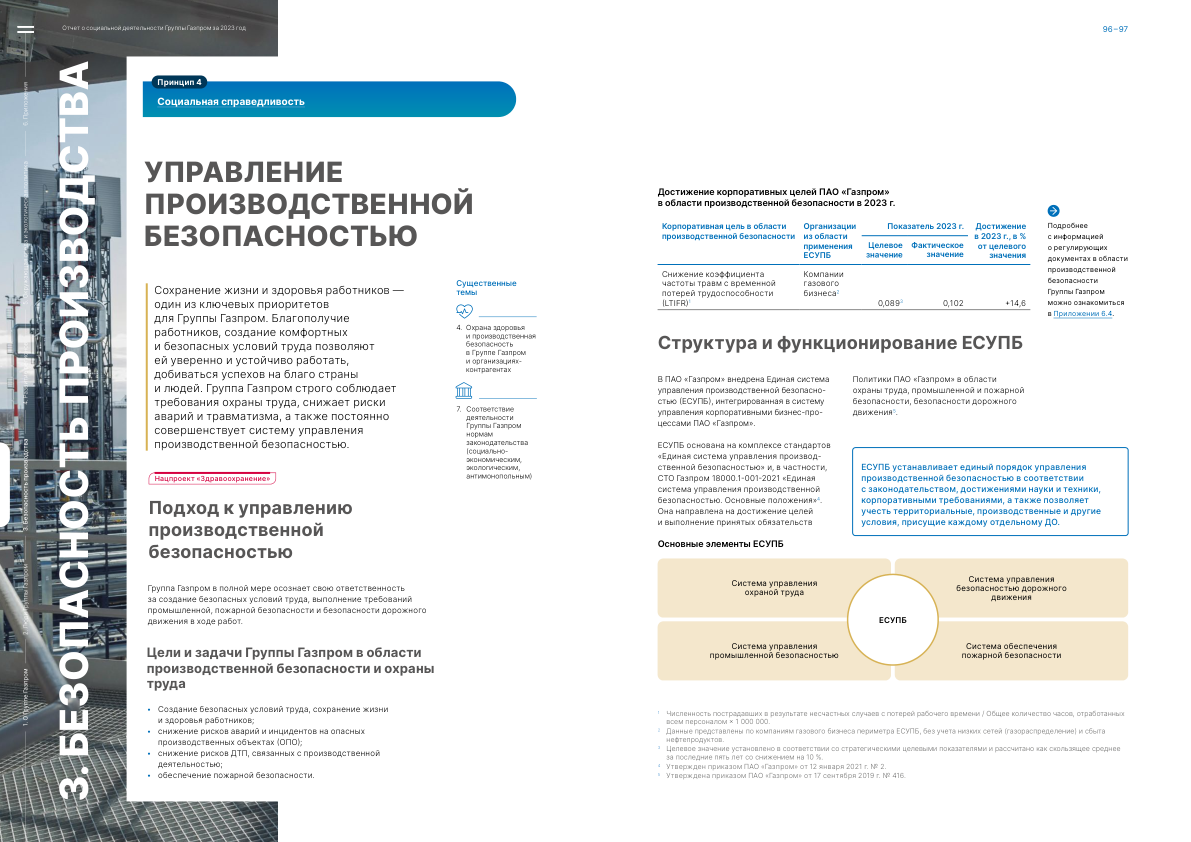 Отчет о социальной деятельности Группы Газпром за 2023 год
96–97
3 БЕЗОПАСНОСТЬ ПРОИЗВОДСТВА
Принцип 4
Социальная справедливость
УПРАВЛЕНИЕ
ПРОИЗВОДСТВЕННОЙ
БЕЗОПАСНОСТЬЮ
Сохранение жизни и здоровья работников —
один из ключевых приоритетов
для Группы Газпром. Благополучие
работников, создание комфортных
и безопасных условий труда позволяют
ей уверенно и устойчиво работать,
добиваться успехов на благо страны
и людей. Группа Газпром строго соблюдает
требования охраны труда, снижает риски
аварий и травматизма, а также постоянно
совершенствует систему управления
производственной безопасностью.
Существенные
темы
4. Охрана здоровья
и производственная
безопасность
в Группе Газпром
и организациях-
контрагентах
7. Соответствие
деятельности
Группы Газпром
нормам
законодательства
(социально-
экономическим,
экологическим,
антимонопольным)
Нацпроект «Здравоохранение»
Подход к управлению
производственной
безопасностью
Группа Газпром в полной мере осознает свою ответственность
за создание безопасных условий труда, выполнение требований
промышленной, пожарной безопасности и безопасности дорожного
движения в ходе работ.
Цели и задачи Группы Газпром в области
производственной безопасности и охраны
труда
• Создание безопасных условий труда, сохранение жизни
и здоровья работников;
• снижение рисков аварий и инцидентов на опасных
производственных объектах (ОПО);
• снижение рисков ДТП, связанных с производственной
деятельностью;
• обеспечение пожарной безопасности.
Достижение корпоративных целей ПАО «Газпром»
в области производственной безопасности в 2023 г.
Корпоративная цель в области
производственной безопасности
Организации
из области
применения
ЕСУПБ
Показатель 2023 г.
Целевое
значение
Фактическое
значение
Достижение
в 2023 г., в %
от целевого
значения
Снижение коэффициента
частоты травм с временной
потерей трудоспособности
(LTIFR)¹
Компании
газового
бизнеса²
0,089³
0,102
+14,6
Подробнее
с информацией
о регулирующих
документах в области
производственной
безопасности
Группы Газпром
можно ознакомиться
в Приложении 6.4.
Структура и функционирование ЕСУПБ
В ПАО «Газпром» внедрена Единая система
управления производственной безопасно-
стью (ЕСУПБ), интегрированная в систему
управления корпоративными бизнес-про-
цессами ПАО «Газпром».
ЕСУПБ основана на комплексе стандартов
«Единая система управления производ-
ственной безопасностью» и, в частности,
СТО Газпром 18000.1-001-2021 «Единая
система управления производственной
безопасностью. Основные положения»⁴.
Она направлена на достижение целей
и выполнение принятых обязательств
Политики ПАО «Газпром» в области
охраны труда, промышленной и пожарной
безопасности, безопасности дорожного
движения⁵.
ЕСУПБ устанавливает единый порядок управления
производственной безопасностью в соответствии
с законодательством, достижениями науки и техники,
корпоративными требованиями, а также позволяет
учесть территориальные, производственные и другие
условия, присущие каждому отдельному ДО.
Основные элементы ЕСУПБ
Система управления
охраной труда
Система управления
безопасностью дорожного
движения
ЕСУПБ
Система управления
промышленной безопасностью
Система обеспечения
пожарной безопасности
¹ Численность пострадавших в результате несчастных случаев с потерей рабочего времени / Общее количество часов, отработанных
всем персоналом × 1 000 000.
² Данные представлены по компаниям газового бизнеса периметра ЕСУПБ, без учета низких сетей (газораспределение) и сбыта
нефтепродуктов.
³ Целевое значение установлено в соответствии со стратегическими целевыми показателями и рассчитано как скользящее среднее
за последние пять лет со снижением на 10 %.
⁴ Утвержден приказом ПАО «Газпром» от 12 января 2021 г. № 2.
⁵ Утверждена приказом ПАО «Газпром» от 17 сентября 2019 г. № 416.